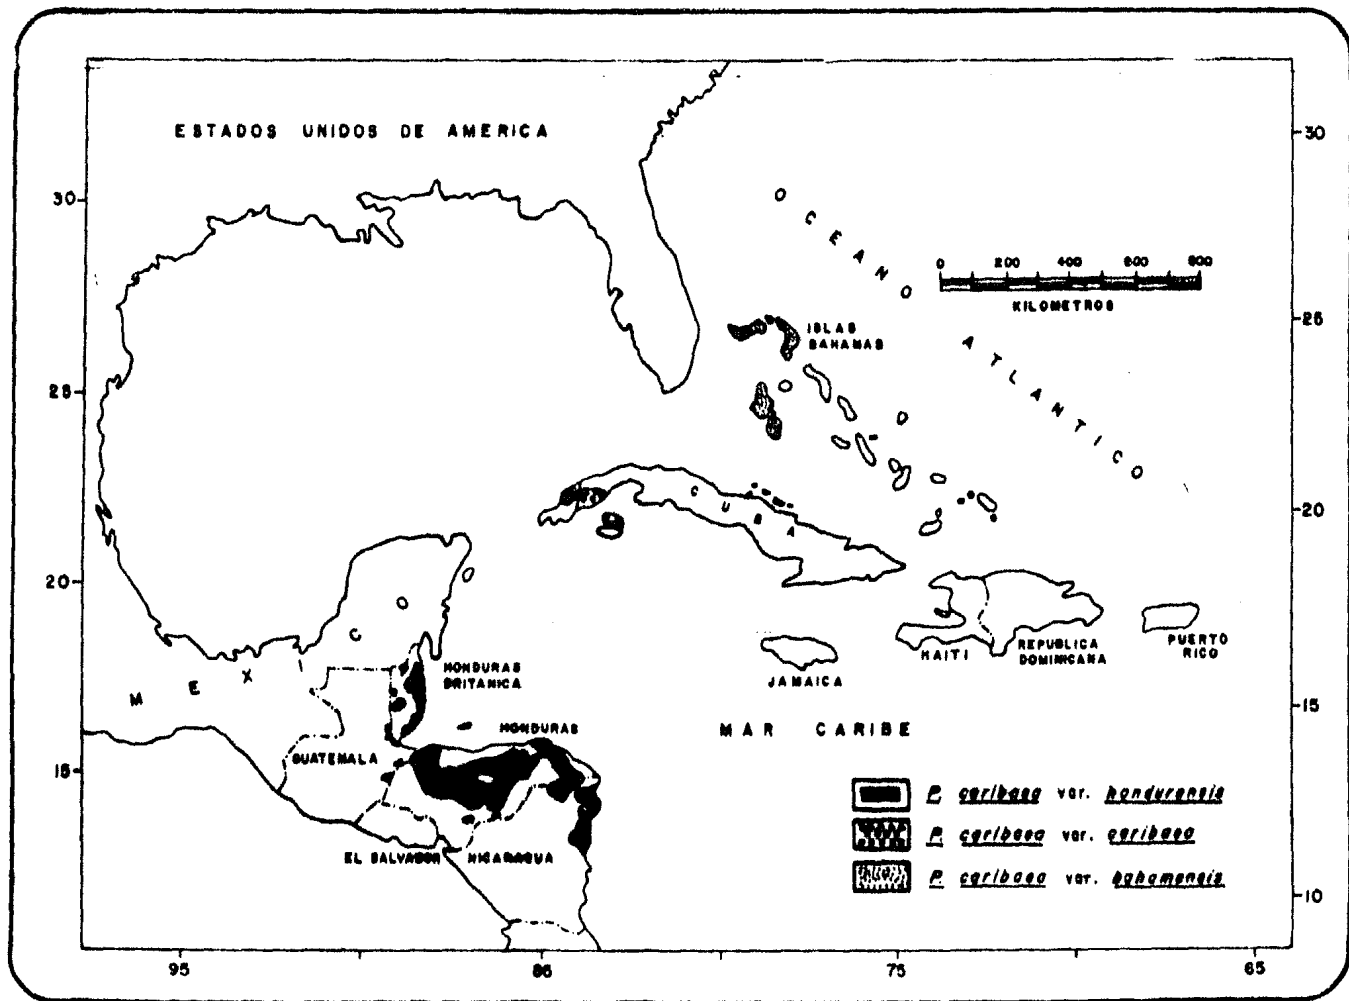 ESTADOS UNIDOS DE AMERICA
30
30
OCEANO
ATLANTICO
0 200 400 600 800
KILOMETROS
25
ISLAS
BAHAMAS
25
CUBA
20
20
MEXICO
HONDURAS
BRITANICA
JAMAICA
HAITI
REPUBLICA
DOMINICANA
PUERTO
RICO
15
HONDURAS
MAR CARIBE
GUATEMALA
15
P. caribaea var. hondurensis
P. caribaea var. caribaea
P. caribaea var. bahamensis
EL SALVADOR
NICARAGUA
10
95 85 75 65